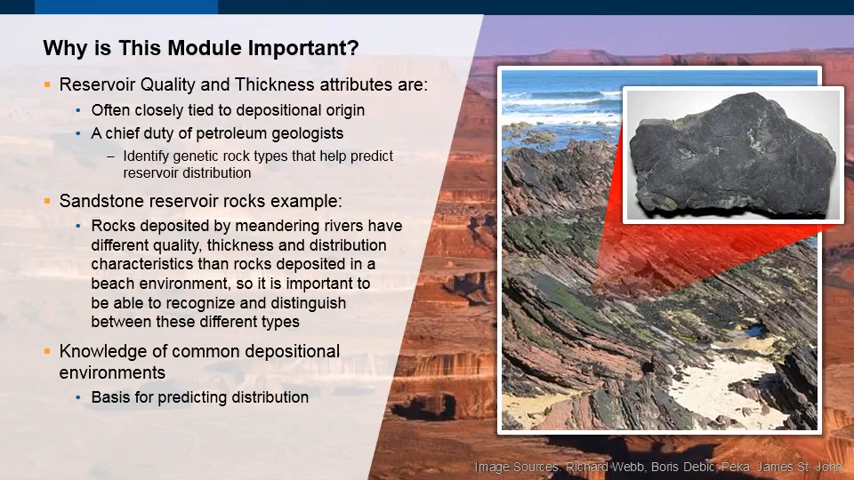 Why is This Module Important?
Reservoir Quality and Thickness attributes are:
Often closely tied to depositional origin
A chief duty of petroleum geologists
– Identify genetic rock types that help predict
reservoir distribution
Sandstone reservoir rocks example:
Rocks deposited by meandering rivers have
different quality, thickness and distribution
characteristics than rocks deposited in a
beach environment, so it is important to
be able to recognize and distinguish
between these different types
Knowledge of common depositional
environments
Basis for predicting distribution
Image Sources: Richard Webb, Boris Debic, Peka, James St. John